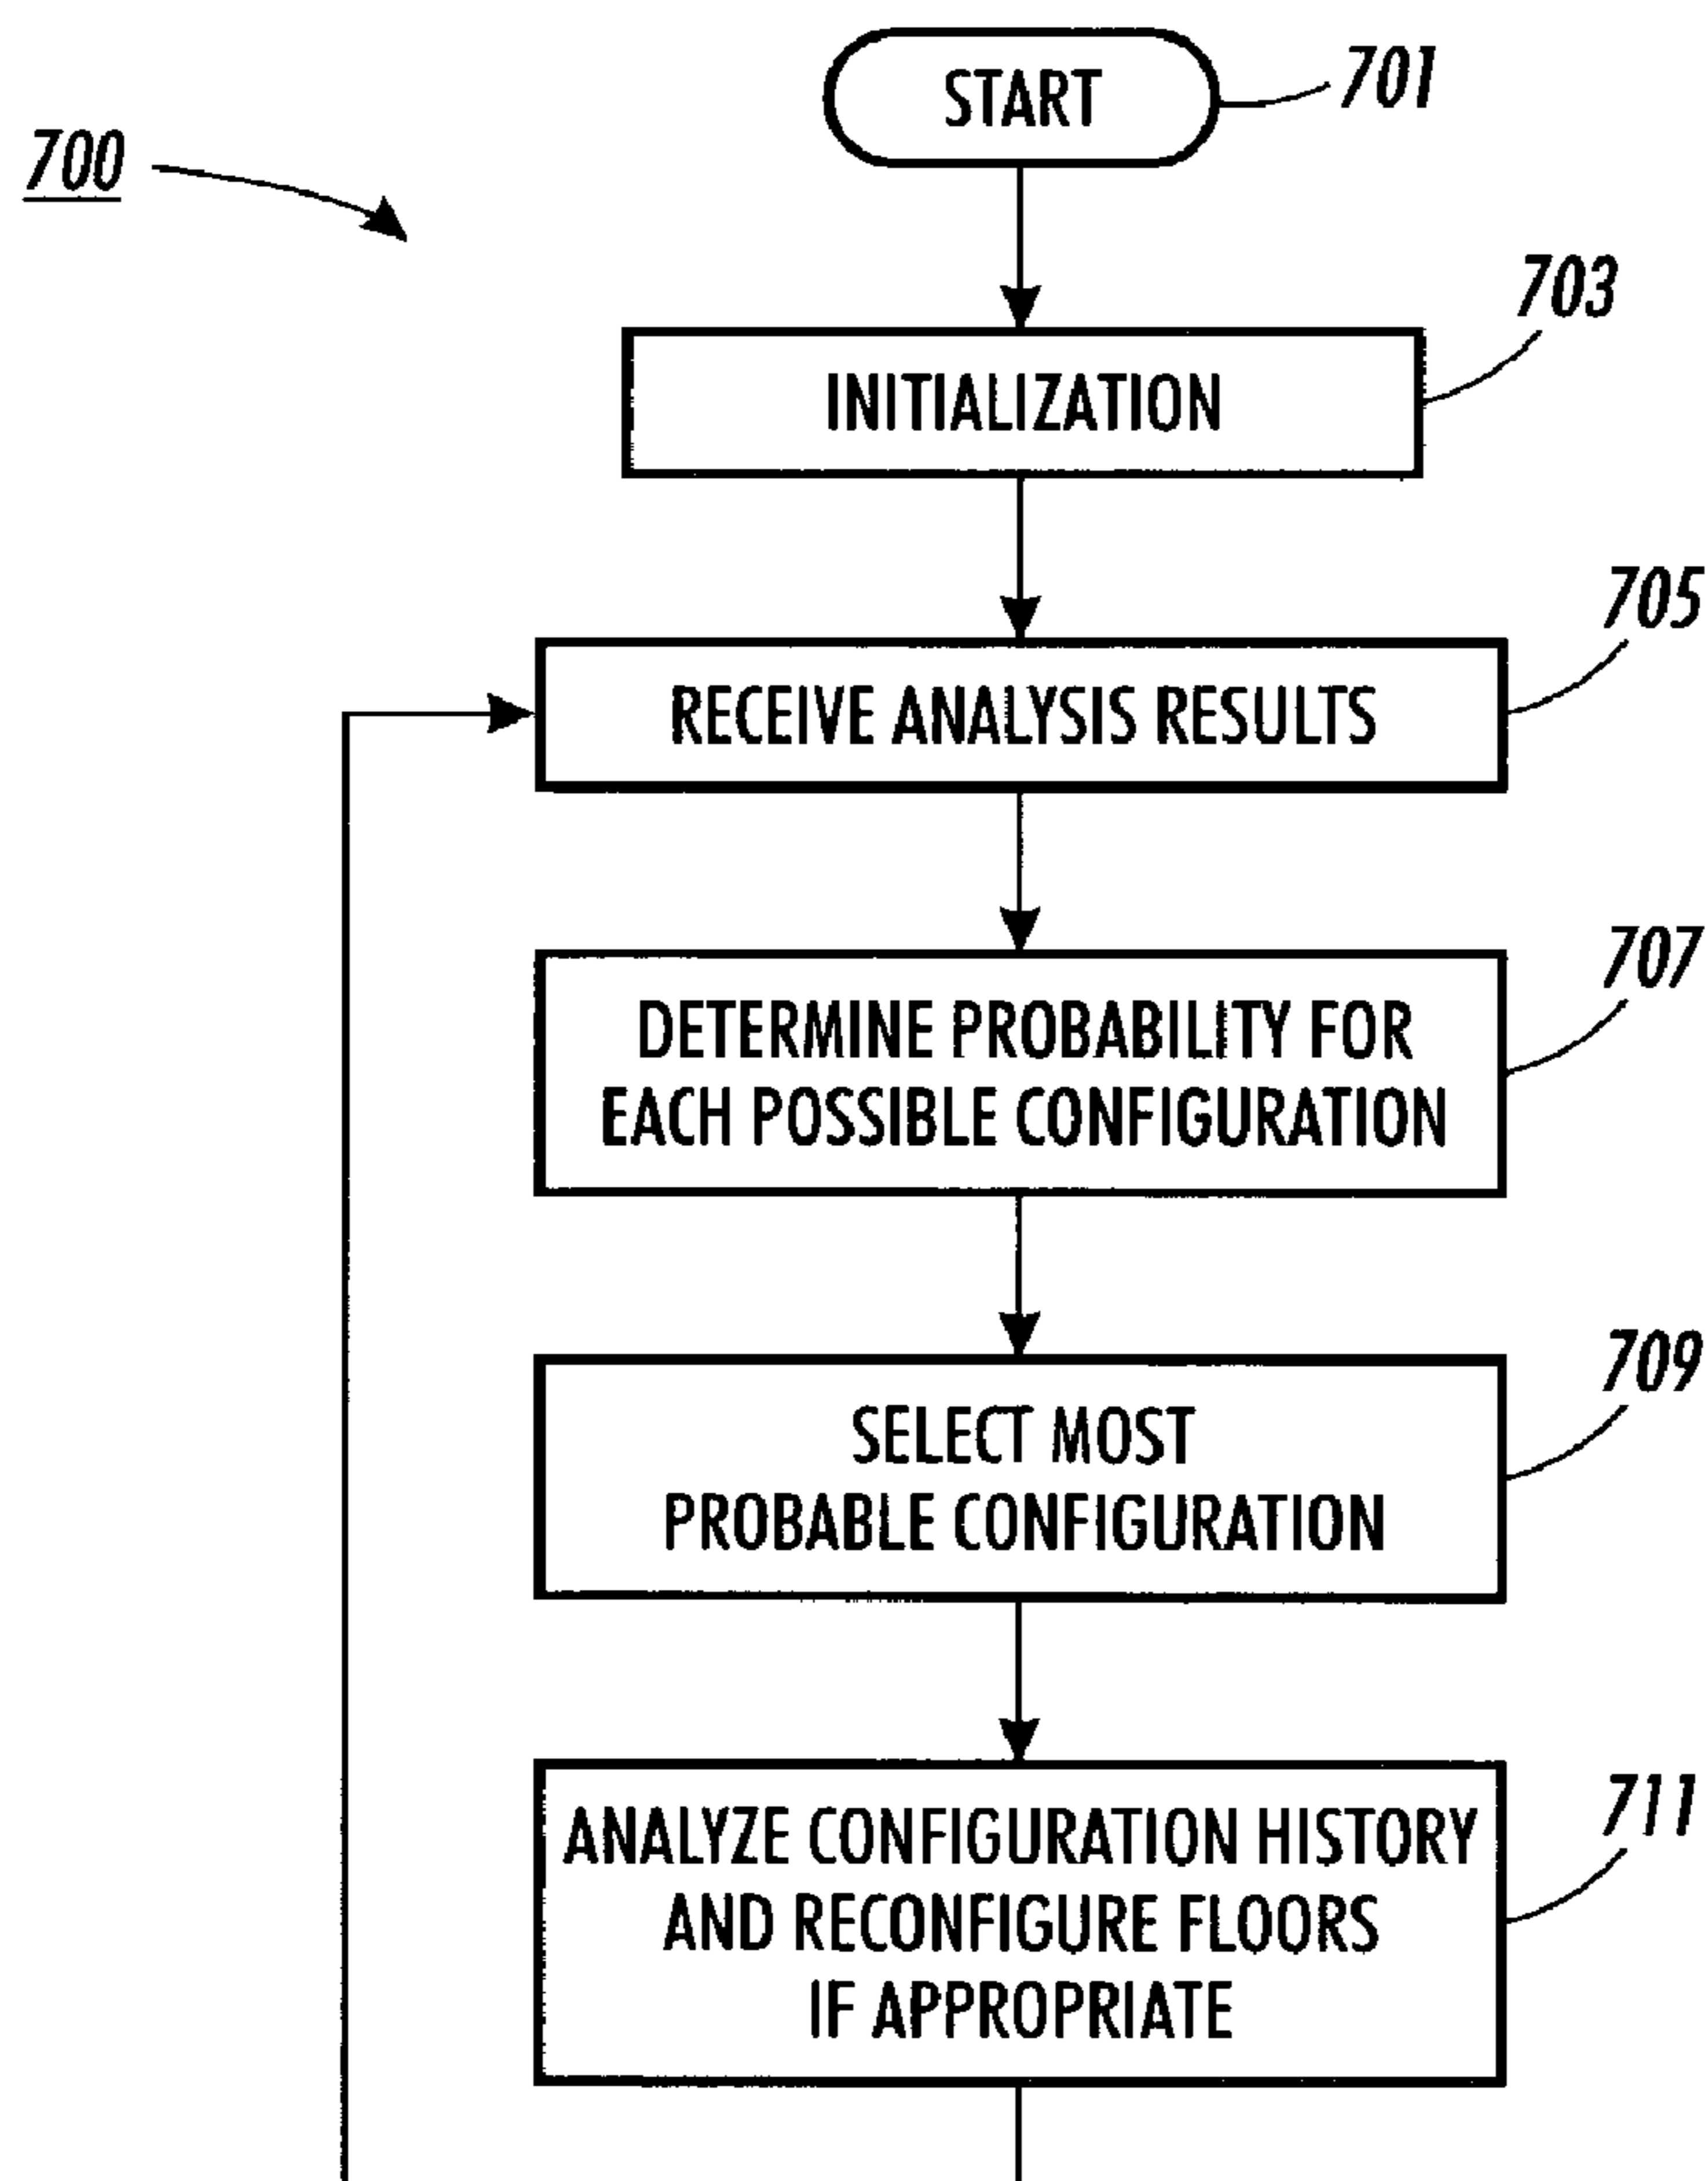 START
701
700
703
INITIALIZATION
705
RECEIVE ANALYSIS RESULTS
707
DETERMINE PROBABILITY FOR
EACH POSSIBLE CONFIGURATION
709
SELECT MOST
PROBABLE CONFIGURATION
711
ANALYZE CONFIGURATION HISTORY
AND RECONFIGURE FLOORS
IF APPROPRIATE